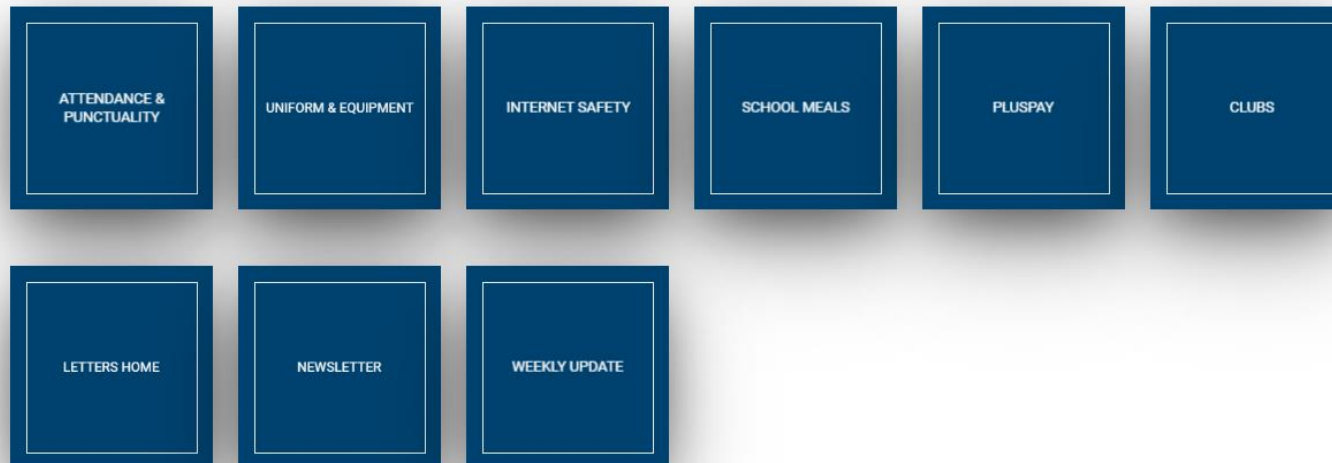 ATTENDANCE &
PUNCTUALITY
UNIFORM & EQUIPMENT
INTERNET SAFETY
SCHOOL MEALS
PLUSPAY
CLUBS
LETTERS HOME
NEWSLETTER
WEEKLY UPDATE